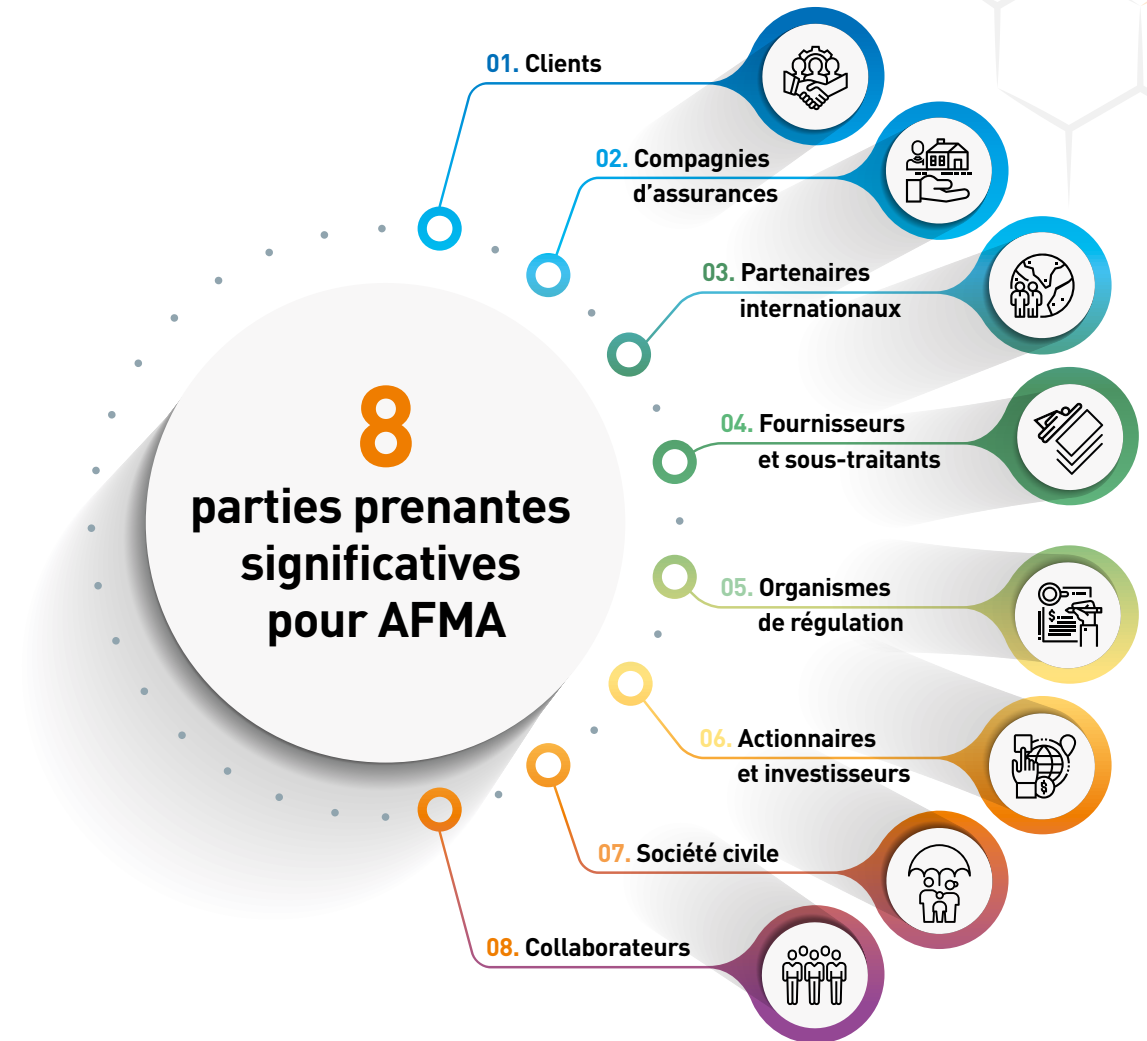 01. Clients
02. Compagnies
d'assurances
03. Partenaires
internationaux
04. Fournisseurs
et sous-traitants
8
parties prenantes
significatives
pour AFMA
05. Organismes
de régulation
06. Actionnaires
et investisseurs
07. Société civile
08. Collaborateurs